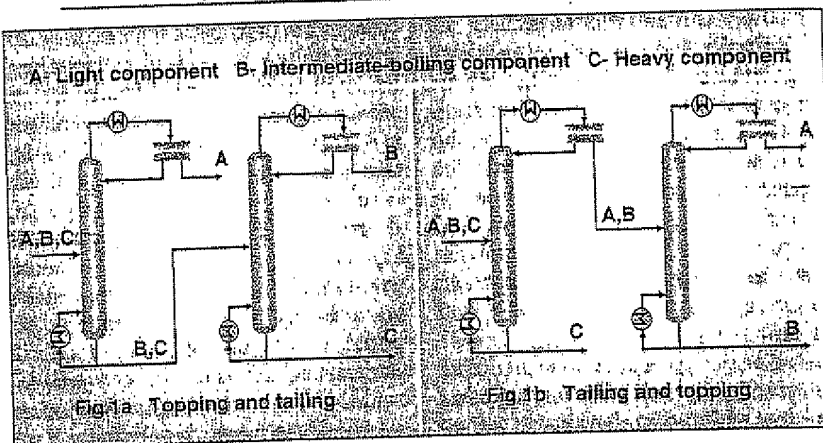 A- Light component B- Intermediate-boiling component C- Heavy component
A
B
A,B,C
B,C
C
Fig.1a Topping and tailing
A
A,B
A,B,C
C
B
Fig.1b Tailing and topping